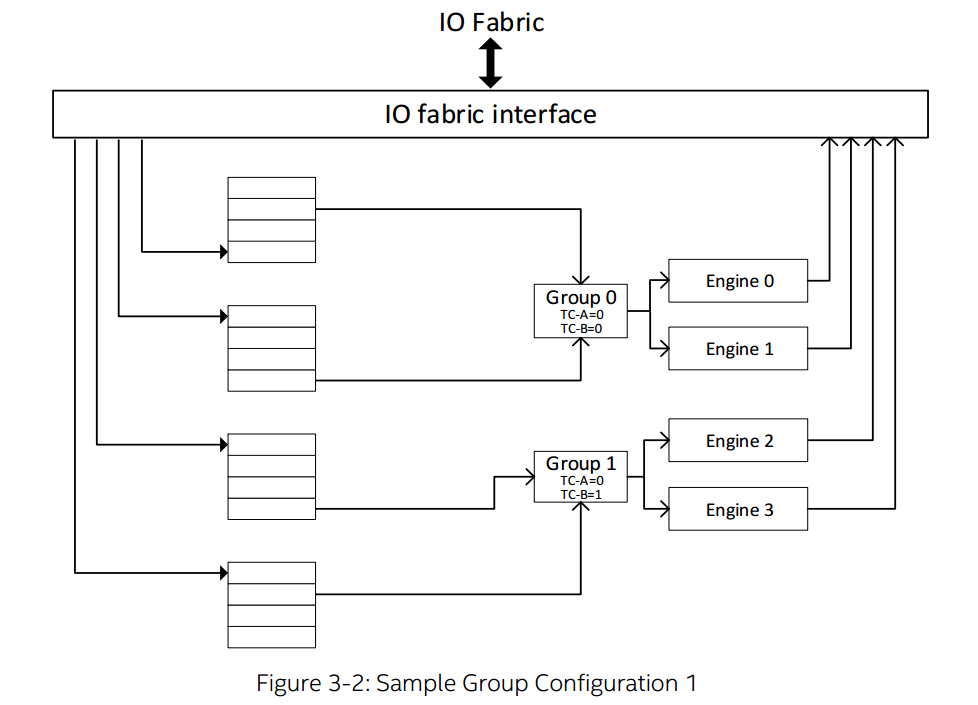 IO Fabric
IO fabric interface
Group 0
TC-A=0
TC-B=0
Engine 0
Engine 1
Group 1
TC-A=0
TC-B=1
Engine 2
Engine 3
Figure 3-2: Sample Group Configuration 1